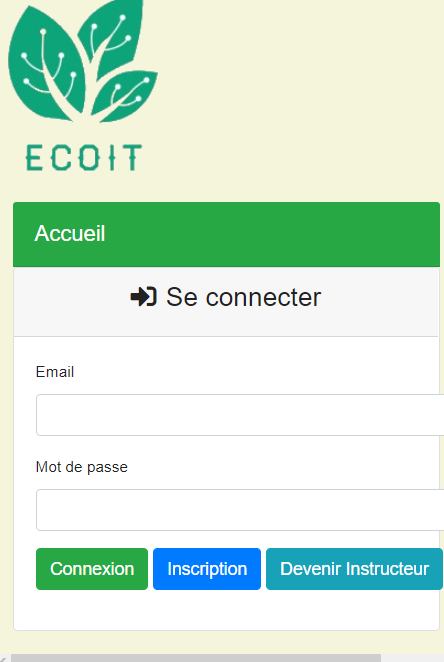 ECOIT
Accueil
Se connecter
Email
Mot de passe
Connexion Inscription Devenir Instructeur